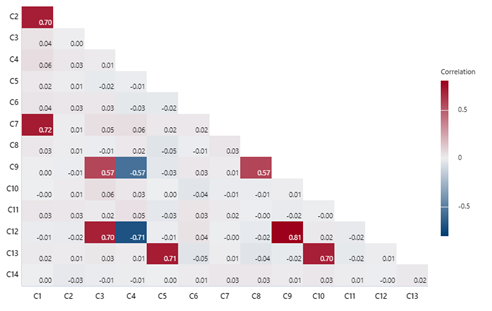 C2 0.70
C3 0.04 0.00
Correlation
C4 0.06 0.03 0.01
C5 0.02 0.01 -0.02 -0.01
0.5
C6 0.04 0.03 0.03 -0.03 -0.02
C7 0.72 0.01 0.05 0.06 0.02 0.02
C8 0.03 0.01 -0.01 0.02 -0.05 -0.01 0.03
0
C9 0.00 -0.01 0.57 -0.57 -0.03 0.03 0.01 0.57
C10 -0.00 0.01 0.06 0.03 0.00 -0.04 -0.01 -0.01 0.01
-0.5
C11 0.03 0.03 0.02 0.05 -0.03 0.03 0.02 -0.00 -0.02 -0.00
C12 -0.01 -0.02 0.70 -0.71 -0.01 0.04 -0.00 -0.02 0.81 -0.01 -0.02
C13 0.02 0.01 0.03 0.01 0.71 -0.05 0.01 -0.04 -0.01 0.70 -0.02 0.01
C14 0.00 -0.03 -0.01 0.01 0.02 0.01 0.03 0.03 -0.02 0.01 0.01 -0.00 0.02
C1 C2 C3 C4 C5 C6 C7 C8 C9 C10 C11 C12 C13